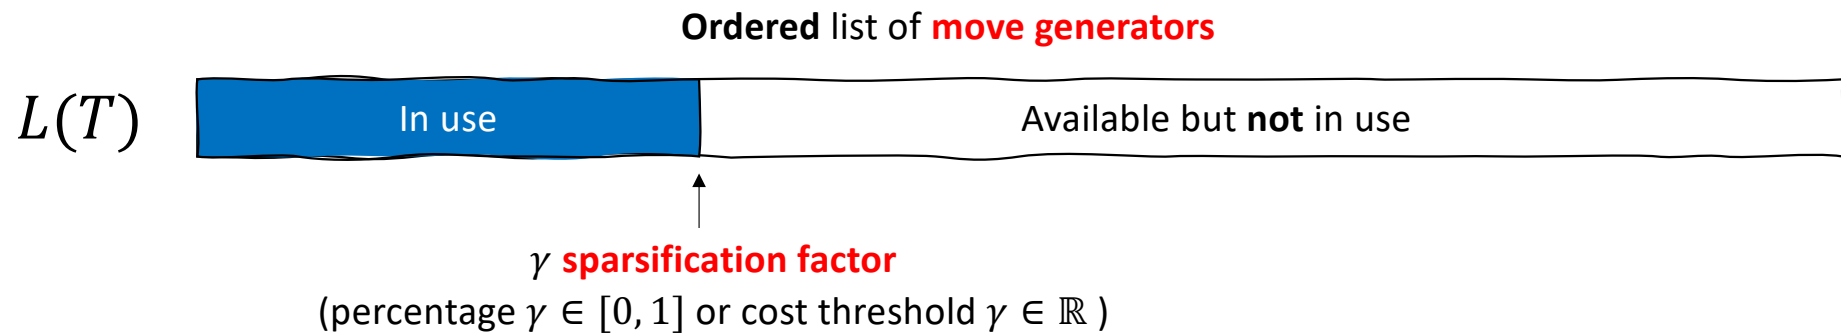 Ordered list of move generators
L(T) In use Available but not in use
γ sparsification factor
(percentage γ ∈ [0, 1] or cost threshold γ ∈ ℝ )